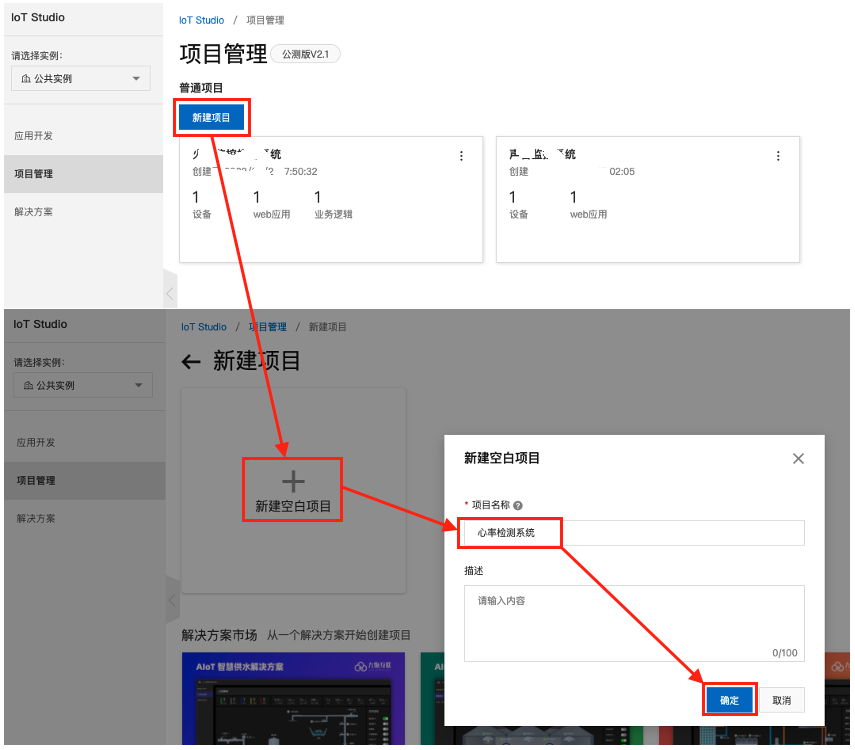 IoT Studio
请选择实例:
公共实例
应用开发
项目管理
解决方案
IoT Studio / 项目管理
项目管理 公测版V2.1
普通项目
新建项目
系统
创建 7:50:32
1 1 1
设备 web应用 业务逻辑
系统
创建 02:05
1 1
设备 web应用
IoT Studio
请选择实例:
公共实例
应用开发
项目管理
解决方案
IoT Studio / 项目管理 / 新建项目
新建项目
新建空白项目
解决方案市场 从一个解决方案开始创建项目
AIoT 智慧供水解决方案
AI
新建空白项目
* 项目名称
心率检测系统
描述
请输入内容
0/100
确定 取消